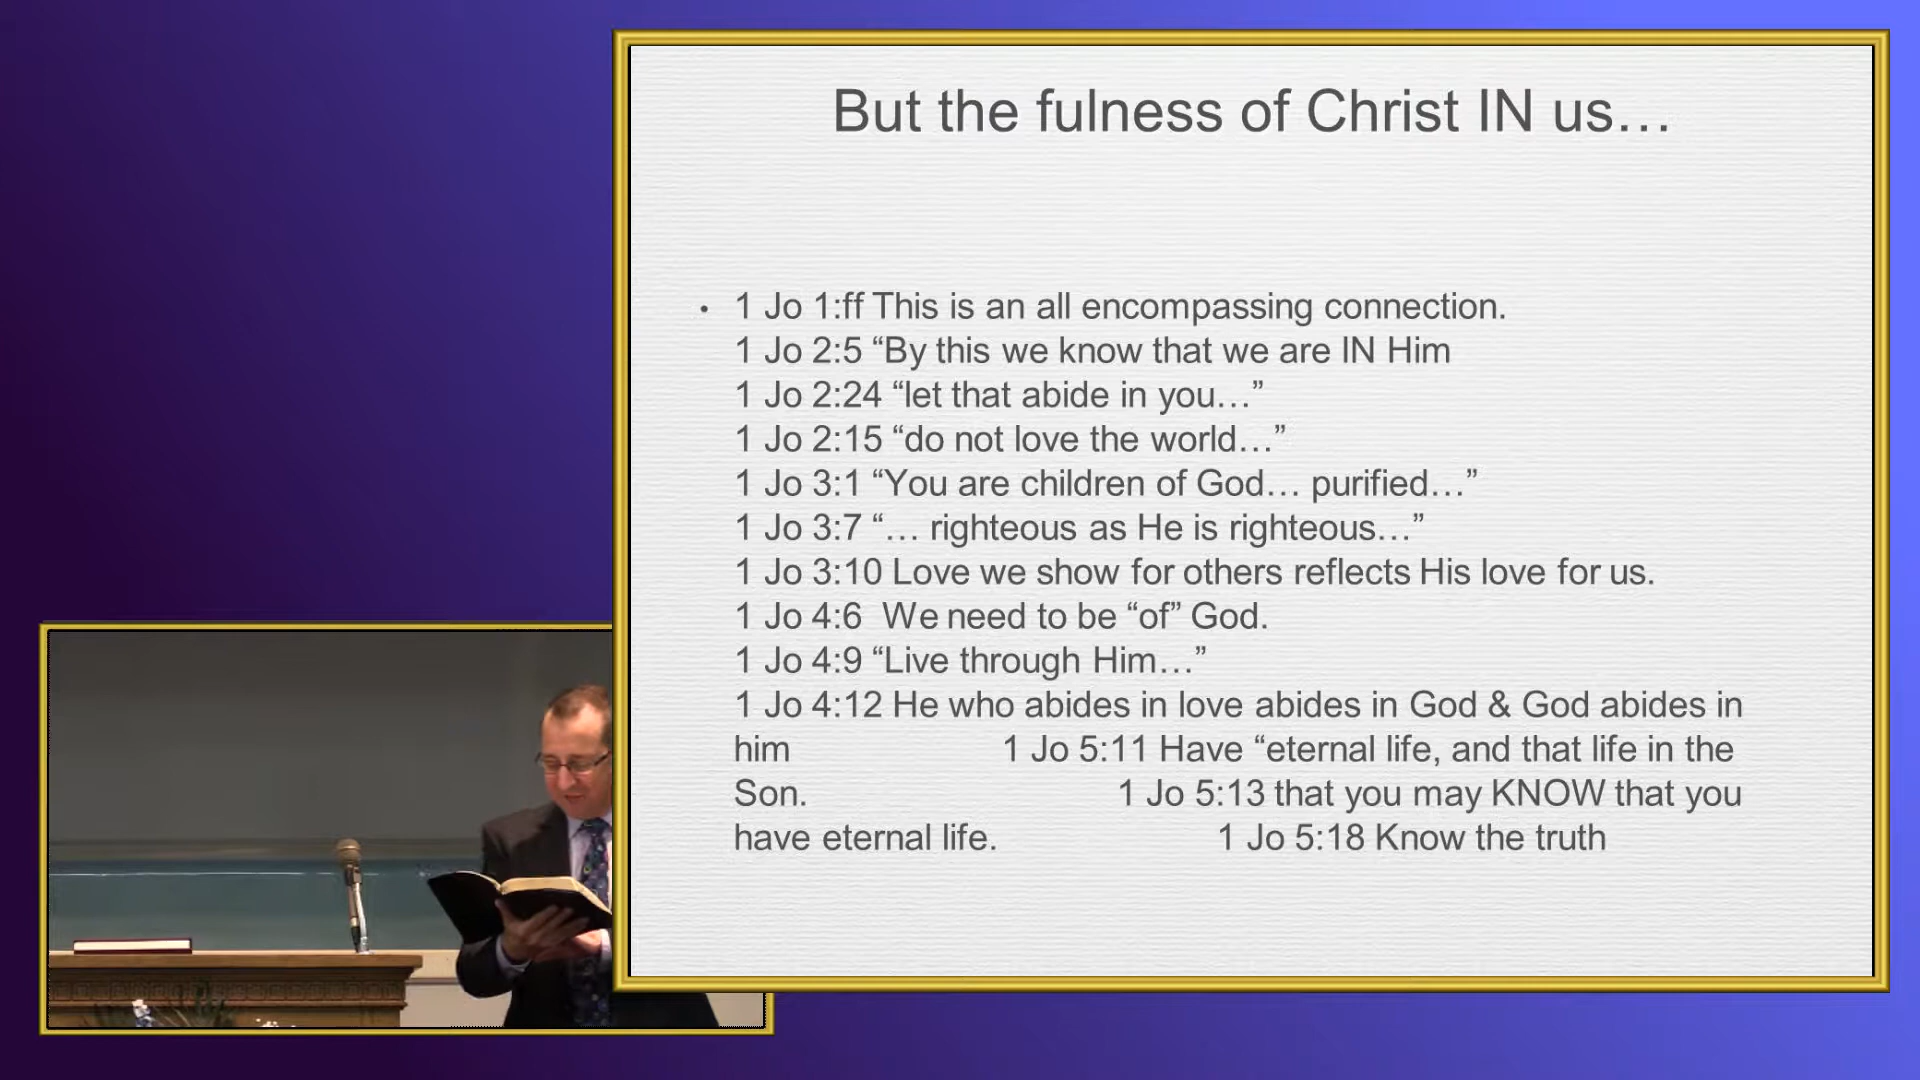 But the fulness of Christ IN us…
• 1 Jo 1:ff This is an all encompassing connection.
1 Jo 2:5 “By this we know that we are IN Him
1 Jo 2:24 “let that abide in you…”
1 Jo 2:15 “do not love the world…”
1 Jo 3:1 “You are children of God… purified…”
1 Jo 3:7 “… righteous as He is righteous…”
1 Jo 3:10 Love we show for others reflects His love for us.
1 Jo 4:6 We need to be “of” God.
1 Jo 4:9 “Live through Him…”
1 Jo 4:12 He who abides in love abides in God & God abides in
him 1 Jo 5:11 Have “eternal life, and that life in the
Son. 1 Jo 5:13 that you may KNOW that you
have eternal life. 1 Jo 5:18 Know the truth